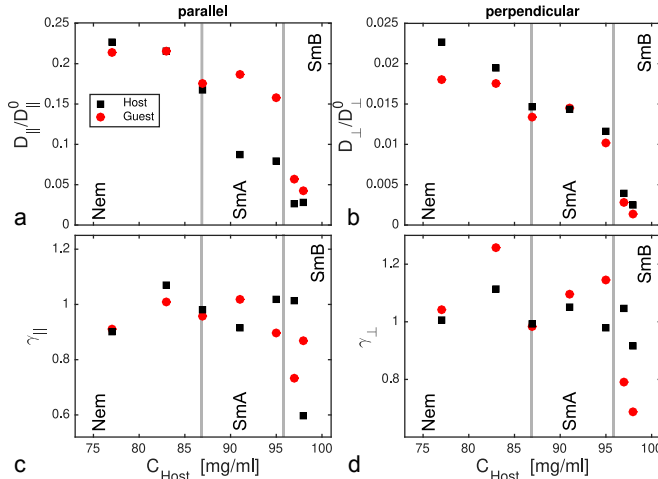 parallel
perpendicular
0.25
0.2
0.15
0.1
0.05
0
D∥/D∥⁰
Host
Guest
Nem
SmA
SmB
a
0.025
0.02
0.015
0.01
0.005
0
D⊥/D⊥⁰
Nem
SmA
SmB
b
1.2
1
0.8
0.6
γ∥
Nem
SmA
SmB
75 80 85 90 95 100
C_Host [mg/ml]
c
1.2
1
0.8
γ⊥
Nem
SmA
SmB
75 80 85 90 95 100
C_Host [mg/ml]
d